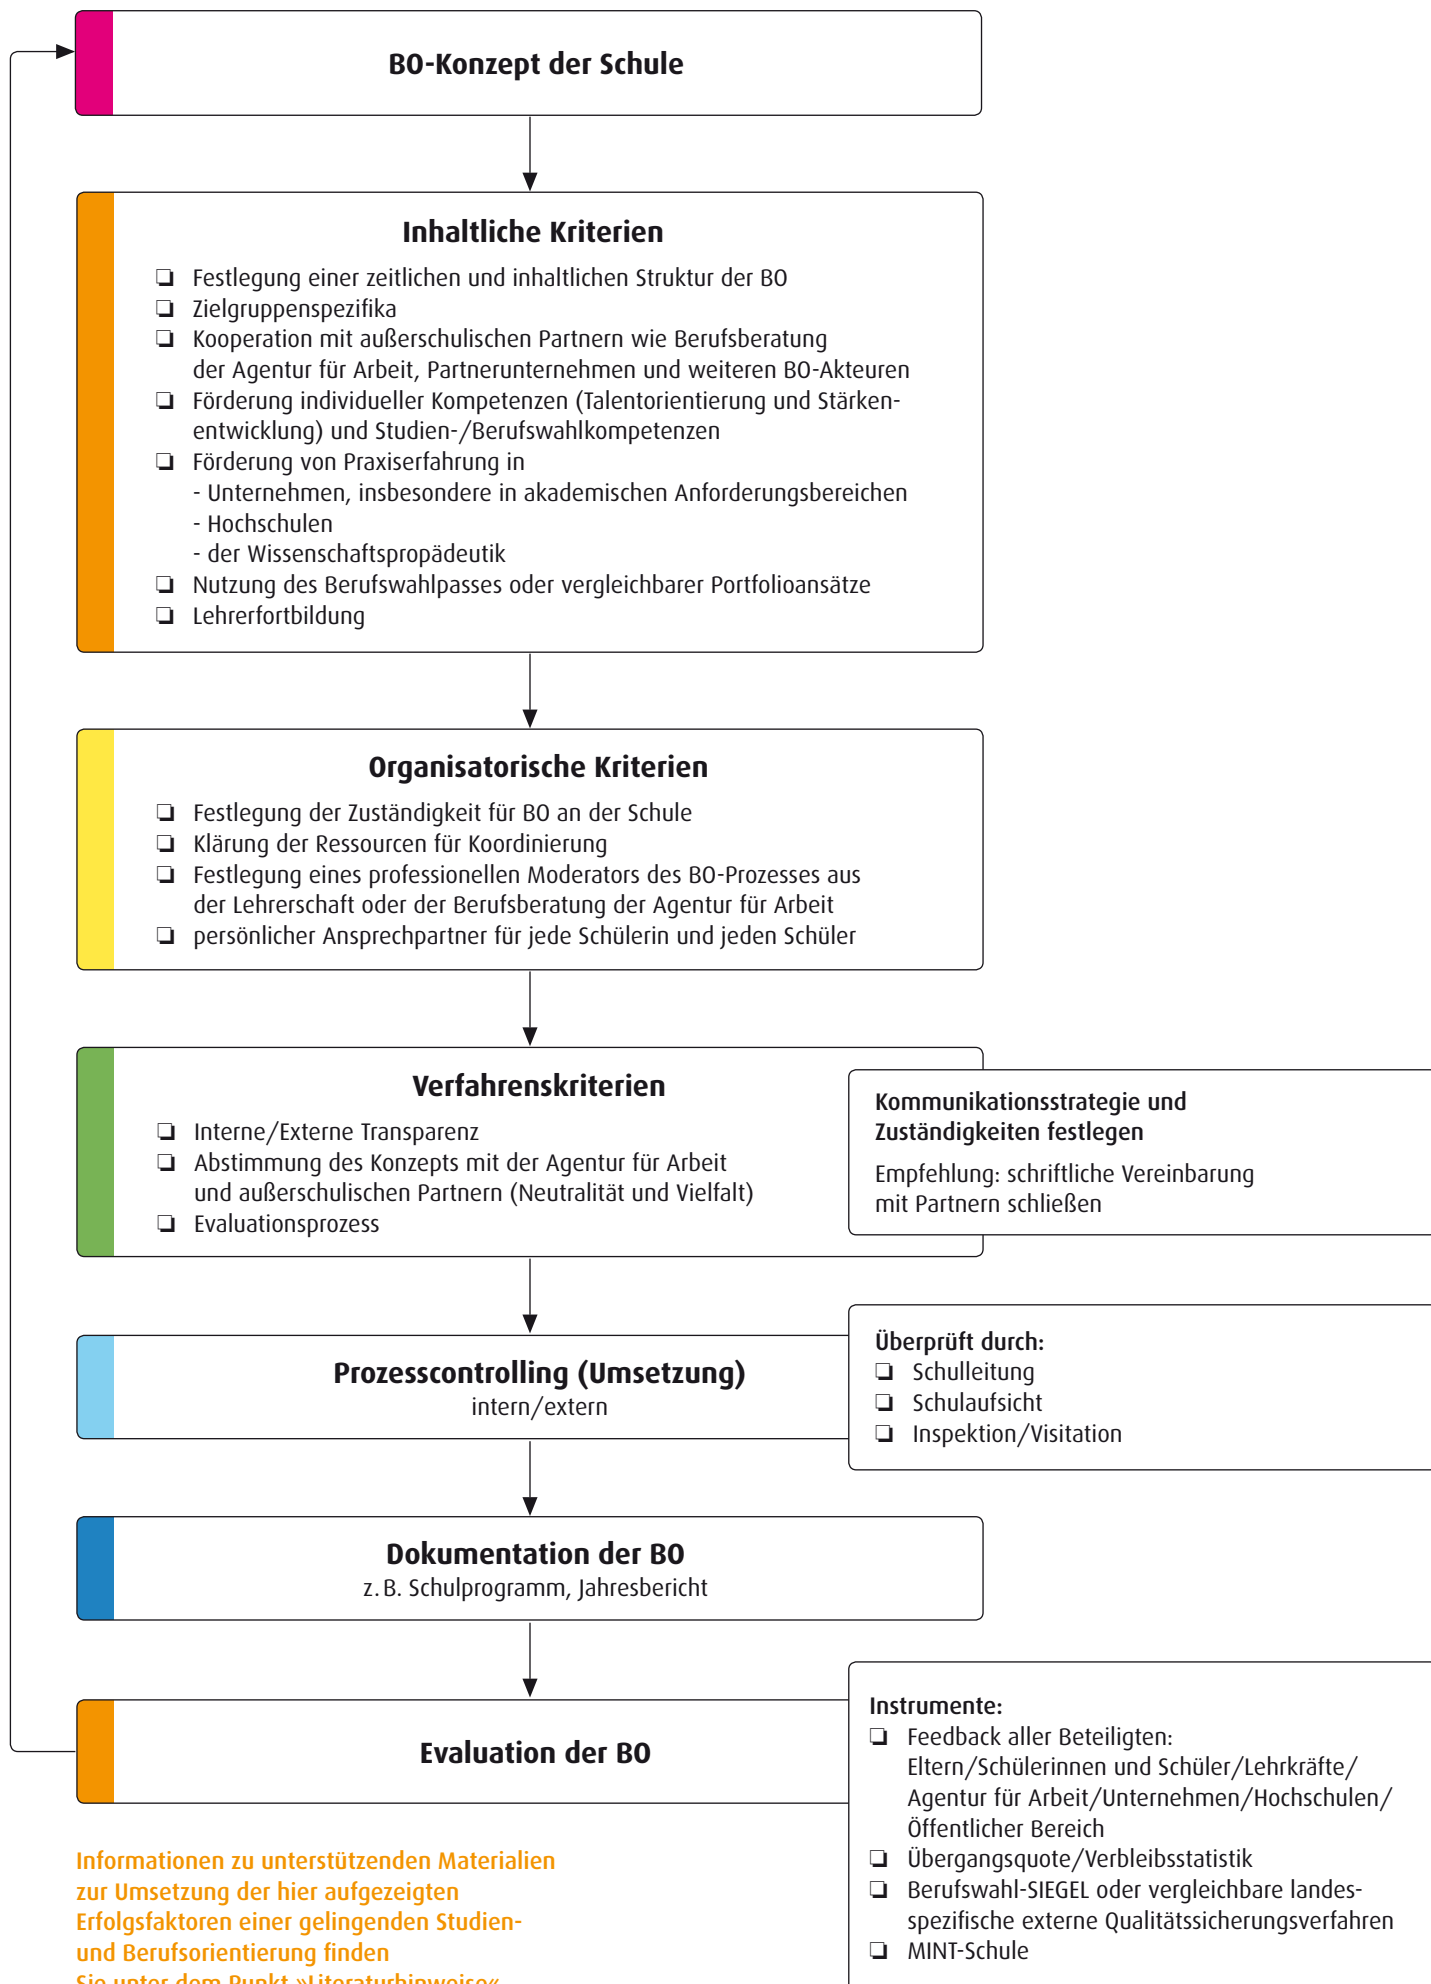 BO-Konzept der Schule
Inhaltliche Kriterien
❏ Festlegung einer zeitlichen und inhaltlichen Struktur der BO
❏ Zielgruppenspezifika
❏ Kooperation mit außerschulischen Partnern wie Berufsberatung
der Agentur für Arbeit, Partnerunternehmen und weiteren BO-Akteuren
❏ Förderung individueller Kompetenzen (Talentorientierung und Stärken-
entwicklung) und Studien-/Berufswahlkompetenzen
❏ Förderung von Praxiserfahrung in
- Unternehmen, insbesondere in akademischen Anforderungsbereichen
- Hochschulen
- der Wissenschaftspropädeutik
❏ Nutzung des Berufswahlpasses oder vergleichbarer Portfolioansätze
❏ Lehrerfortbildung
Organisatorische Kriterien
❏ Festlegung der Zuständigkeit für BO an der Schule
❏ Klärung der Ressourcen für Koordinierung
❏ Festlegung eines professionellen Moderators des BO-Prozesses aus
der Lehrerschaft oder der Berufsberatung der Agentur für Arbeit
❏ persönlicher Ansprechpartner für jede Schülerin und jeden Schüler
Verfahrenskriterien
❏ Interne/Externe Transparenz
❏ Abstimmung des Konzepts mit der Agentur für Arbeit
und außerschulischen Partnern (Neutralität und Vielfalt)
❏ Evaluationsprozess
Kommunikationsstrategie und
Zuständigkeiten festlegen
Empfehlung: schriftliche Vereinbarung
mit Partnern schließen
Prozesscontrolling (Umsetzung)
intern/extern
Überprüft durch:
❏ Schulleitung
❏ Schulaufsicht
❏ Inspektion/Visitation
Dokumentation der BO
z. B. Schulprogramm, Jahresbericht
Evaluation der BO
Instrumente:
❏ Feedback aller Beteiligten:
Eltern/Schülerinnen und Schüler/Lehrkräfte/
Agentur für Arbeit/Unternehmen/Hochschulen/
Öffentlicher Bereich
❏ Übergangsquote/Verbleibsstatistik
❏ Berufswahl-SIEGEL oder vergleichbare landes-
spezifische externe Qualitätssicherungsverfahren
❏ MINT-Schule
Informationen zu unterstützenden Materialien
zur Umsetzung der hier aufgezeigten
Erfolgsfaktoren einer gelingenden Studien-
und Berufsorientierung finden
Sie unter dem Punkt »Literaturhinweise«